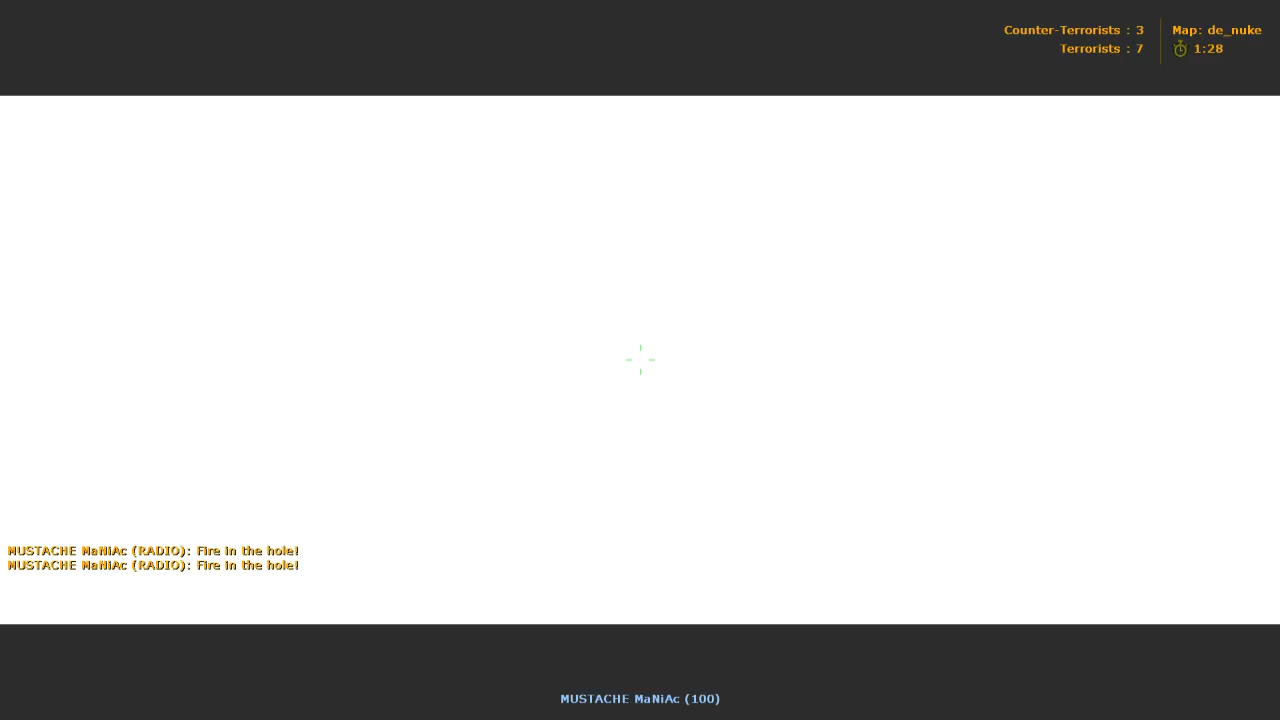 Counter-Terrorists : 3
Terrorists : 7
Map: de_nuke
1:28
MUSTACHE MaNiAc (RADIO): Fire in the hole!
MUSTACHE MaNiAc (RADIO): Fire in the hole!
MUSTACHE MaNiAc (100)